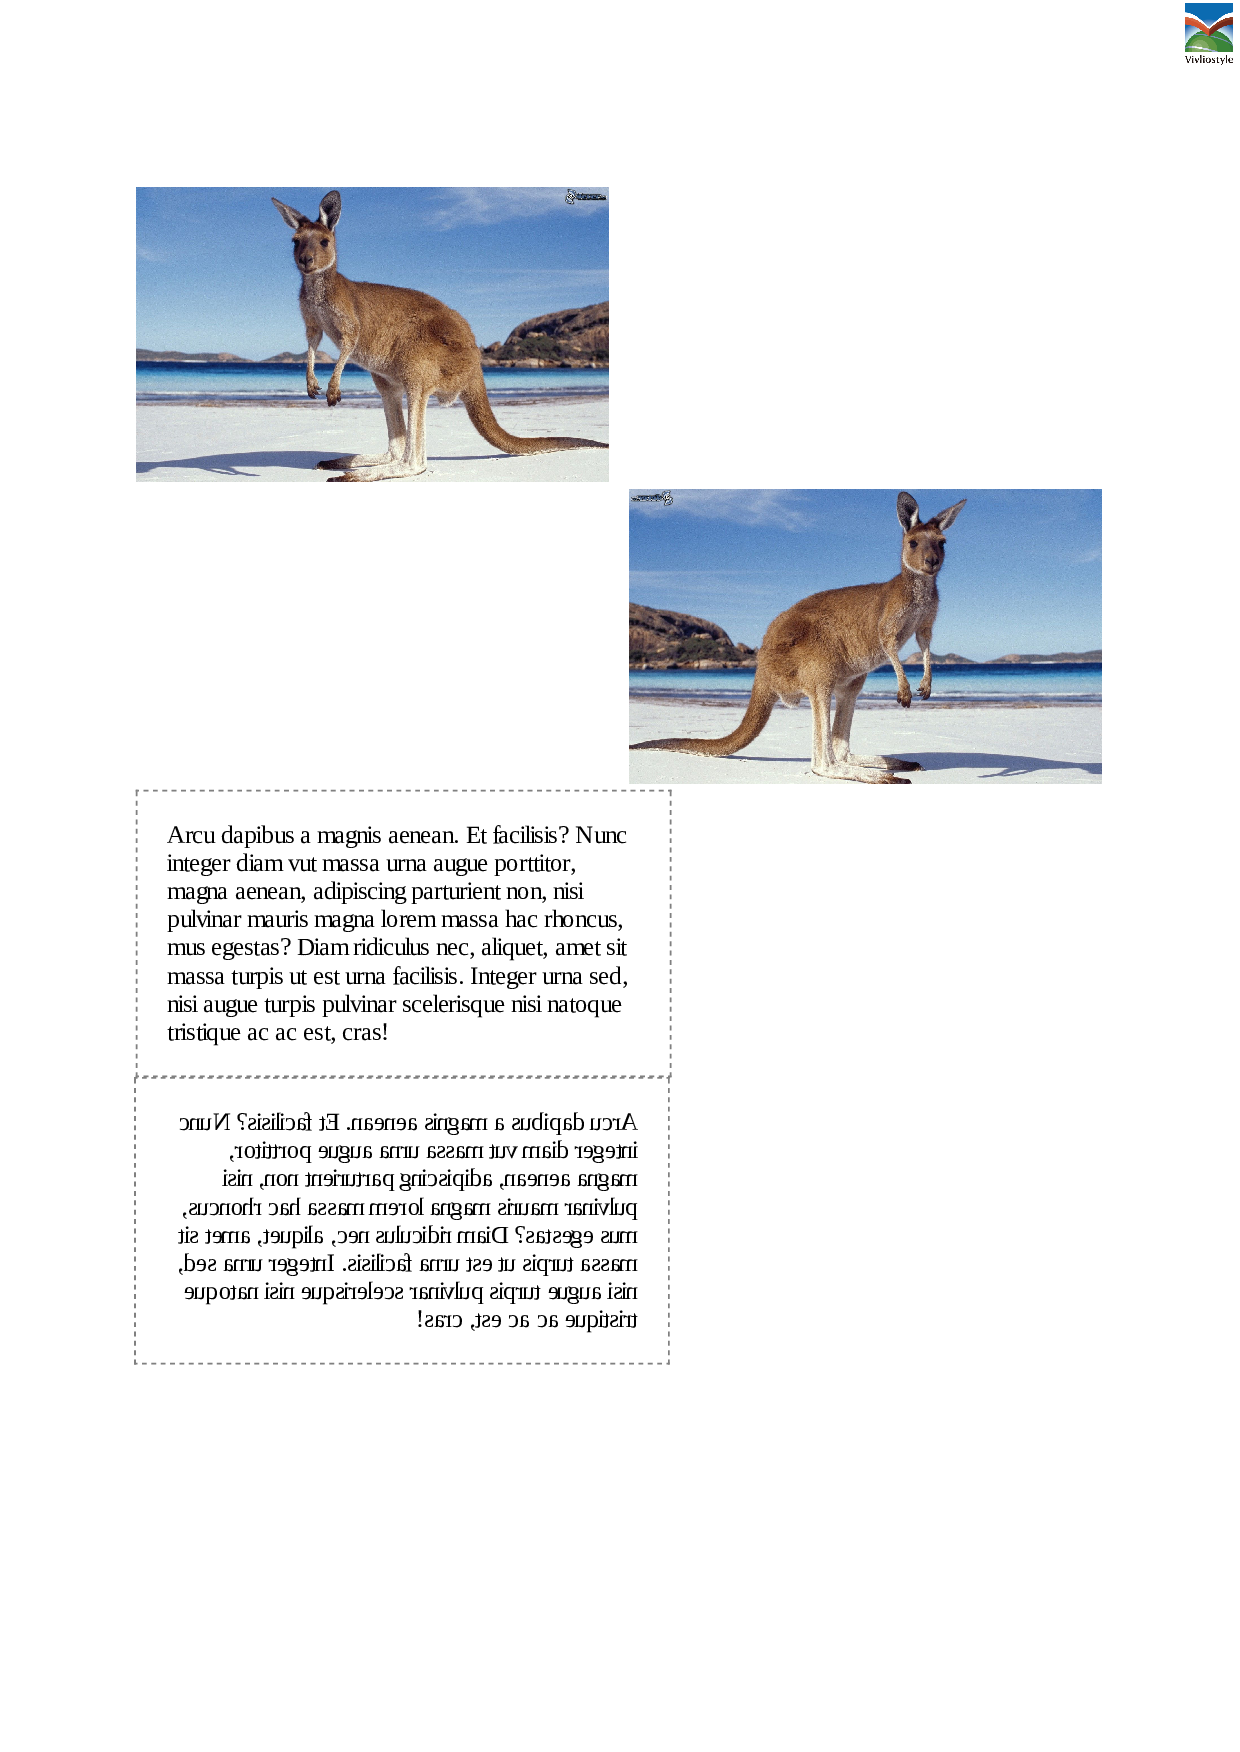 Vivliostyle
Arcu dapibus a magnis aenean. Et facilisis? Nunc
integer diam vut massa urna augue porttitor,
magna aenean, adipiscing parturient non, nisi
pulvinar mauris magna lorem massa hac rhoncus,
mus egestas? Diam ridiculus nec, aliquet, amet sit
massa turpis ut est urna facilisis. Integer urna sed,
nisi augue turpis pulvinar scelerisque nisi natoque
tristique ac ac est, cras!
Arcu dapibus a magnis aenean. Et facilisis? Nunc
integer diam vut massa urna augue porttitor,
magna aenean, adipiscing parturient non, nisi
pulvinar mauris magna lorem massa hac rhoncus,
mus egestas? Diam ridiculus nec, aliquet, amet sit
massa turpis ut est urna facilisis. Integer urna sed,
nisi augue turpis pulvinar scelerisque nisi natoque
tristique ac ac est, cras!